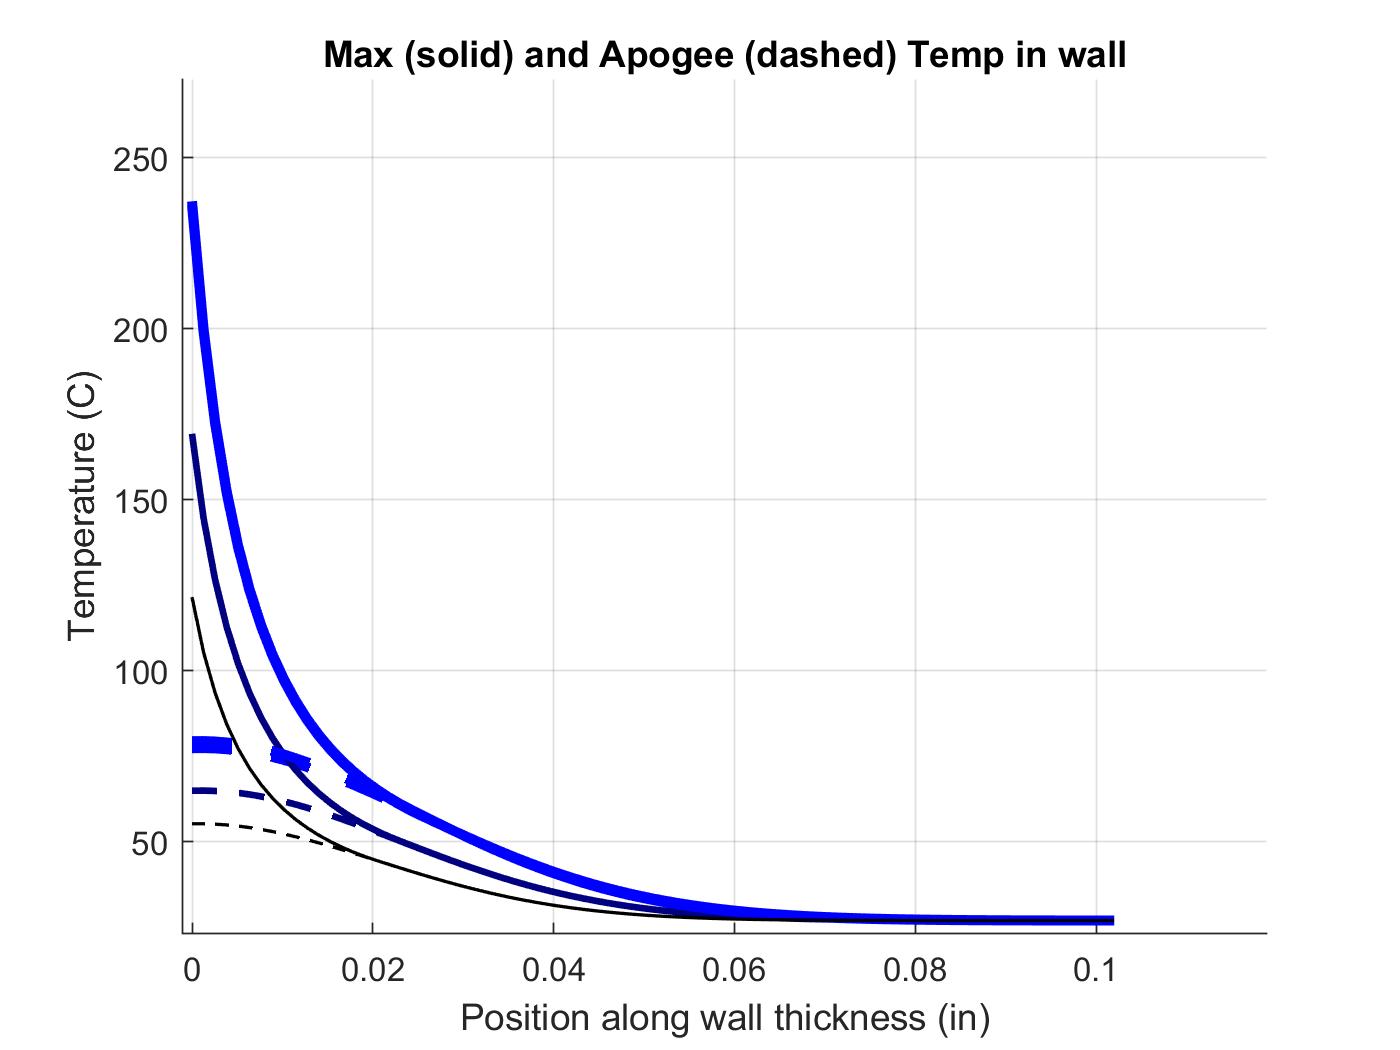 Max (solid) and Apogee (dashed) Temp in wall
250
200
150
100
50
Temperature (C)
0 0.02 0.04 0.06 0.08 0.1
Position along wall thickness (in)